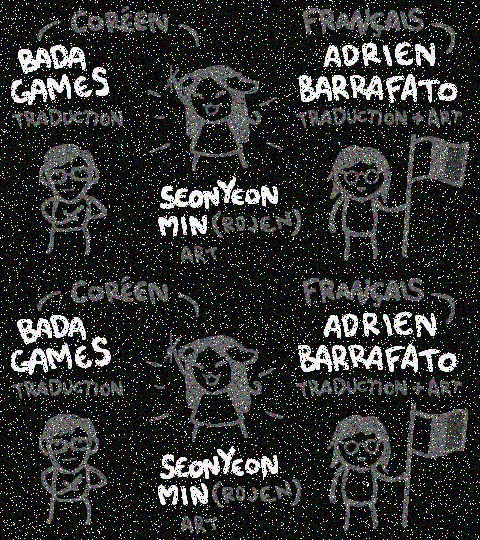 CORÉEN
BADA
GAMES
TRADUCTION
SEONYEON
MIN (ROJEN)
ART
FRANÇAIS
ADRIEN
BARRAFATO
TRADUCTION + ART
CORÉEN
BADA
GAMES
TRADUCTION
SEONYEON
MIN (ROJEN)
ART
FRANÇAIS
ADRIEN
BARRAFATO
TRADUCTION + ART